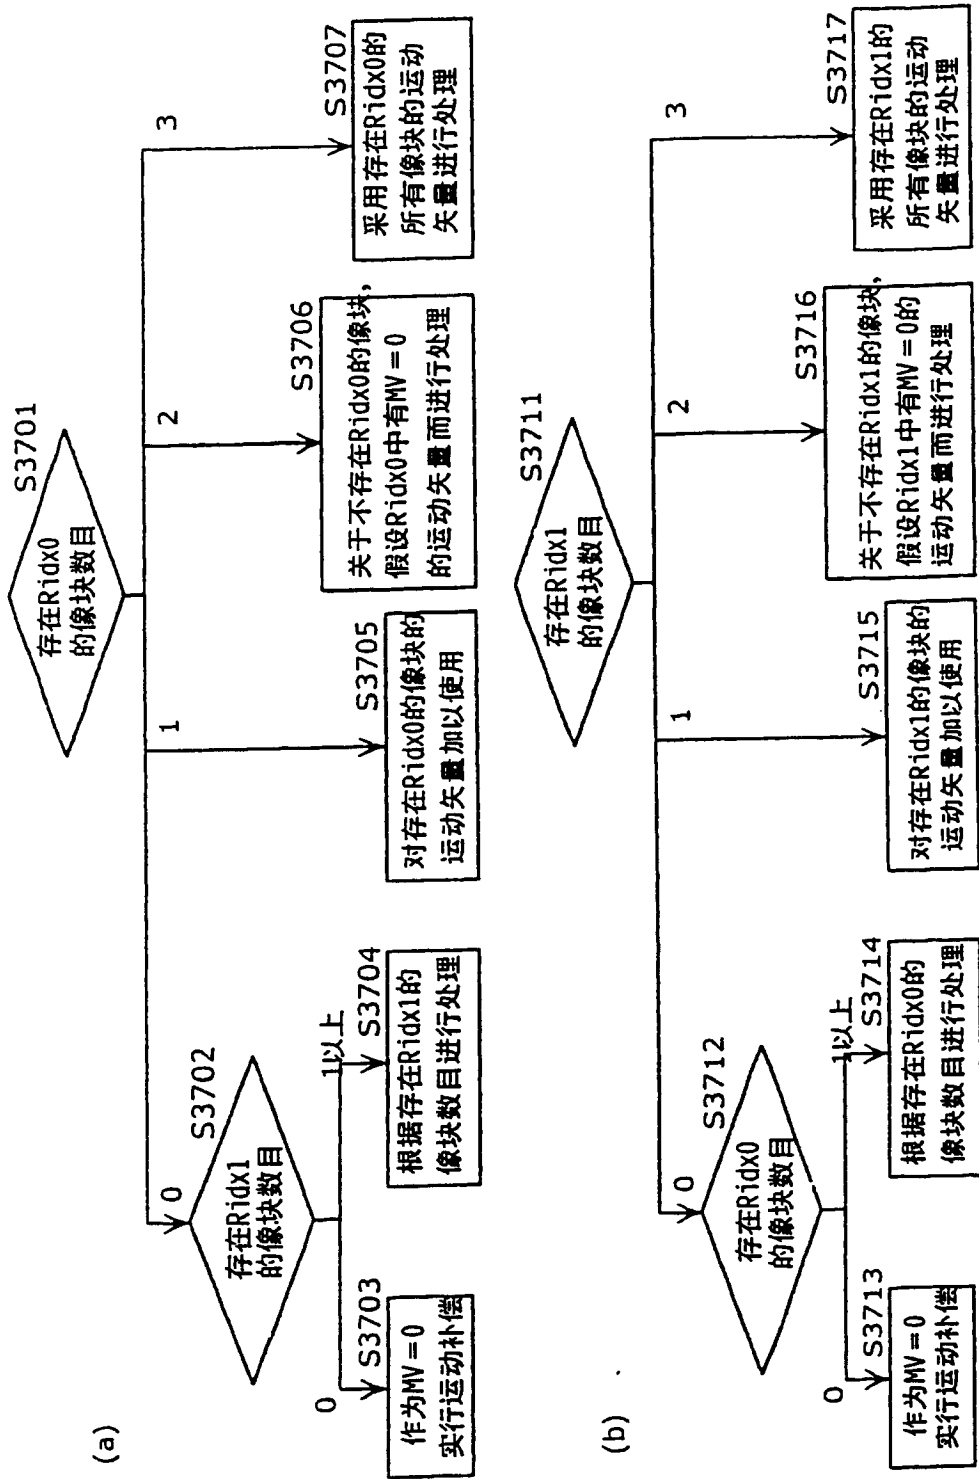 (a)
S3701
存在Ridx0
的像块数目
0
1
2
3
S3702
存在Ridx1
的像块数目
0
1以上
S3703
作为MV=0
实行运动补偿
S3704
根据存在Ridx1的
像块数目进行处理
S3705
对存在Ridx0的像块的
运动矢量加以使用
S3706
关于不存在Ridx0的像块,
假设Ridx0中有MV=0
的运动矢量而进行处理
S3707
采用存在Ridx0的
所有像块的运动
矢量进行处理
(b)
S3711
存在Ridx1
的像块数目
0
1
2
3
S3712
存在Ridx0
的像块数目
0
1以上
S3713
作为MV=0
实行运动补偿
S3714
根据存在Ridx0的
像块数目进行处理
S3715
对存在Ridx1的像块的
运动矢量加以使用
S3716
关于不存在Ridx1的像块,
假设Ridx1中有MV=0的
运动矢量而进行处理
S3717
采用存在Ridx1的
所有像块的运动
矢量进行处理